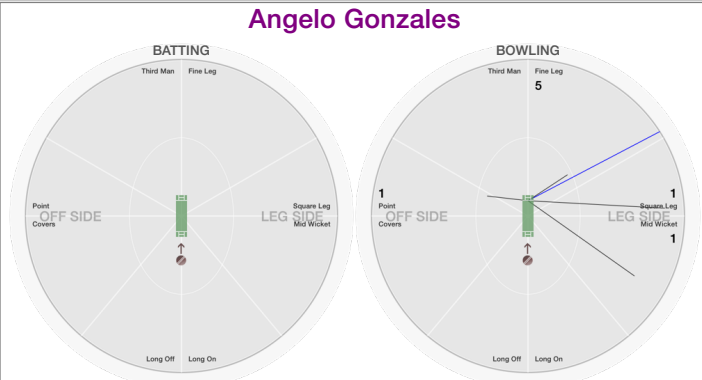 Angelo Gonzales
BATTING
Third Man Fine Leg
Point
OFF SIDE
Covers
Square Leg
LEG SIDE
Mid Wicket
Long Off Long On
BOWLING
Third Man Fine Leg
5
1
Point
OFF SIDE
Covers
1
Square Leg
LEG SIDE
Mid Wicket
1
Long Off Long On